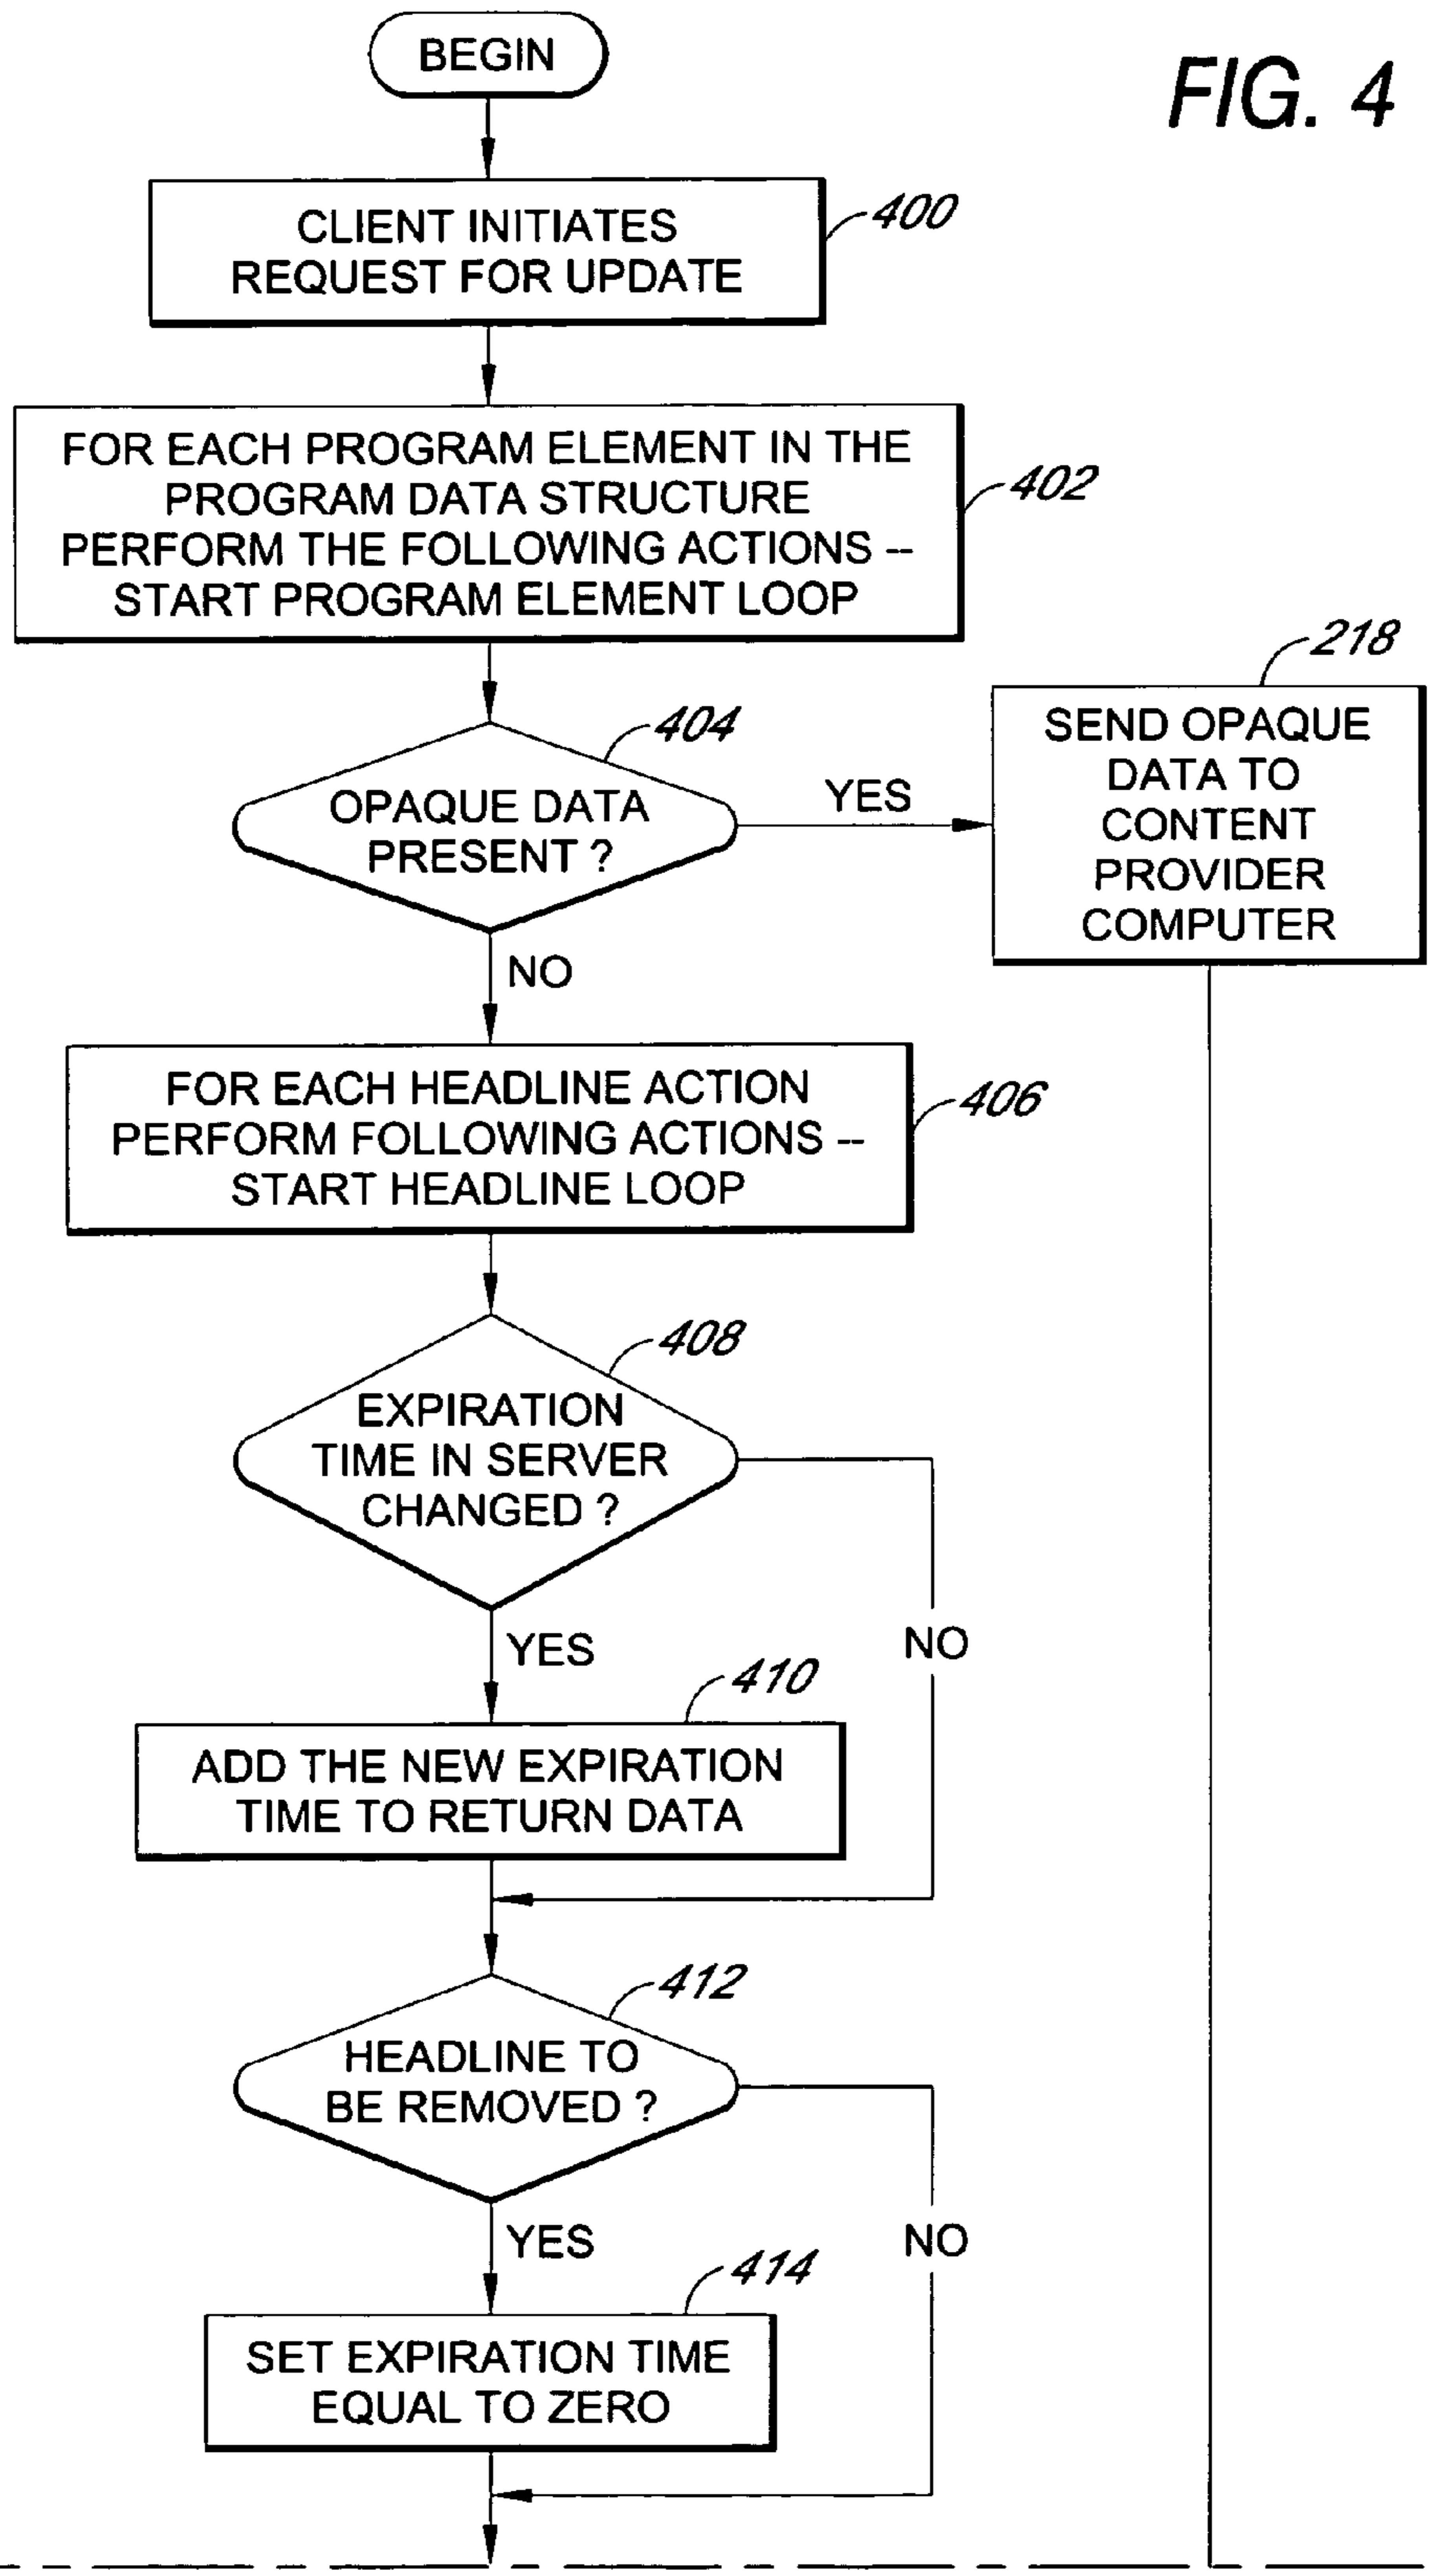 BEGIN
FIG. 4
CLIENT INITIATES
REQUEST FOR UPDATE
400
FOR EACH PROGRAM ELEMENT IN THE
PROGRAM DATA STRUCTURE
PERFORM THE FOLLOWING ACTIONS --
START PROGRAM ELEMENT LOOP
402
OPAQUE DATA
PRESENT ?
404
YES
218
SEND OPAQUE
DATA TO
CONTENT
PROVIDER
COMPUTER
NO
FOR EACH HEADLINE ACTION
PERFORM FOLLOWING ACTIONS --
START HEADLINE LOOP
406
408
EXPIRATION
TIME IN SERVER
CHANGED ?
YES
NO
410
ADD THE NEW EXPIRATION
TIME TO RETURN DATA
412
HEADLINE TO
BE REMOVED ?
YES
NO
414
SET EXPIRATION TIME
EQUAL TO ZERO